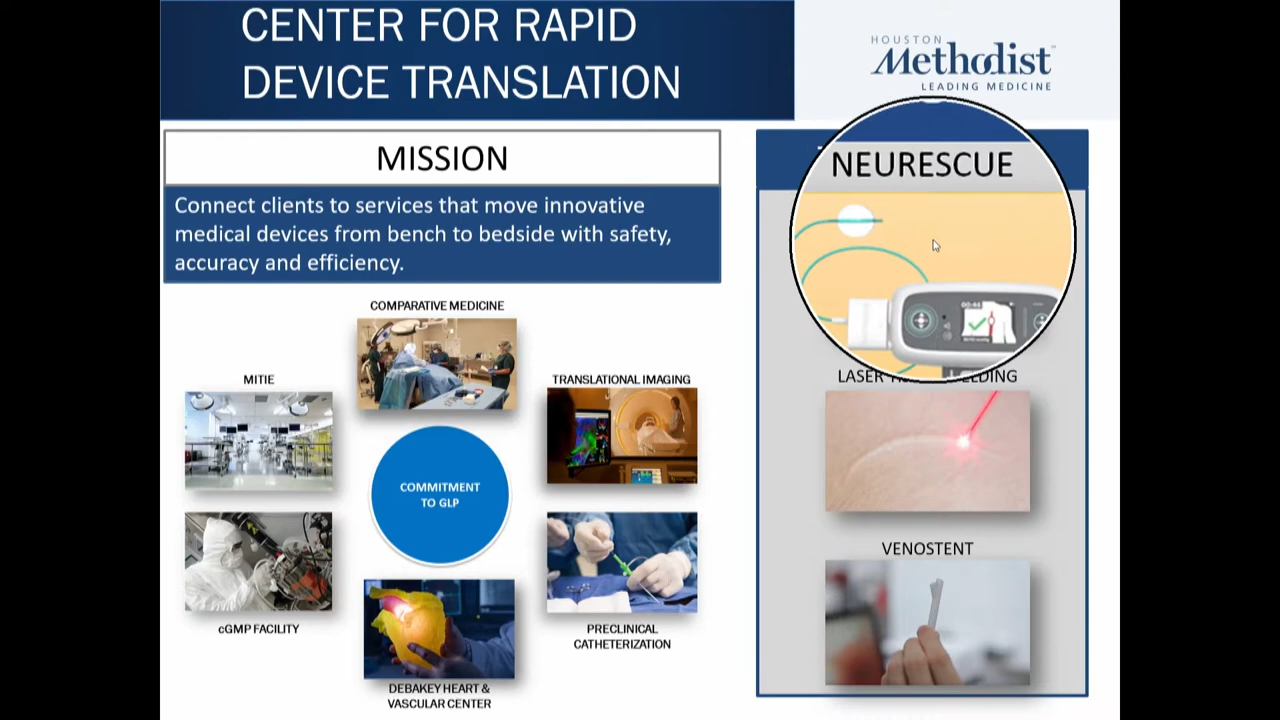 CENTER FOR RAPID
DEVICE TRANSLATION
HOUSTON
Methodist
LEADING MEDICINE
MISSION
Connect clients to services that move innovative
medical devices from bench to bedside with safety,
accuracy and efficiency.
COMPARATIVE MEDICINE
MITIE
TRANSLATIONAL IMAGING
COMMITMENT
TO GLP
cGMP FACILITY
PRECLINICAL
CATHETERIZATION
DEBAKEY HEART &
VASCULAR CENTER
NEURESCUE
LASER
VENOSTENT